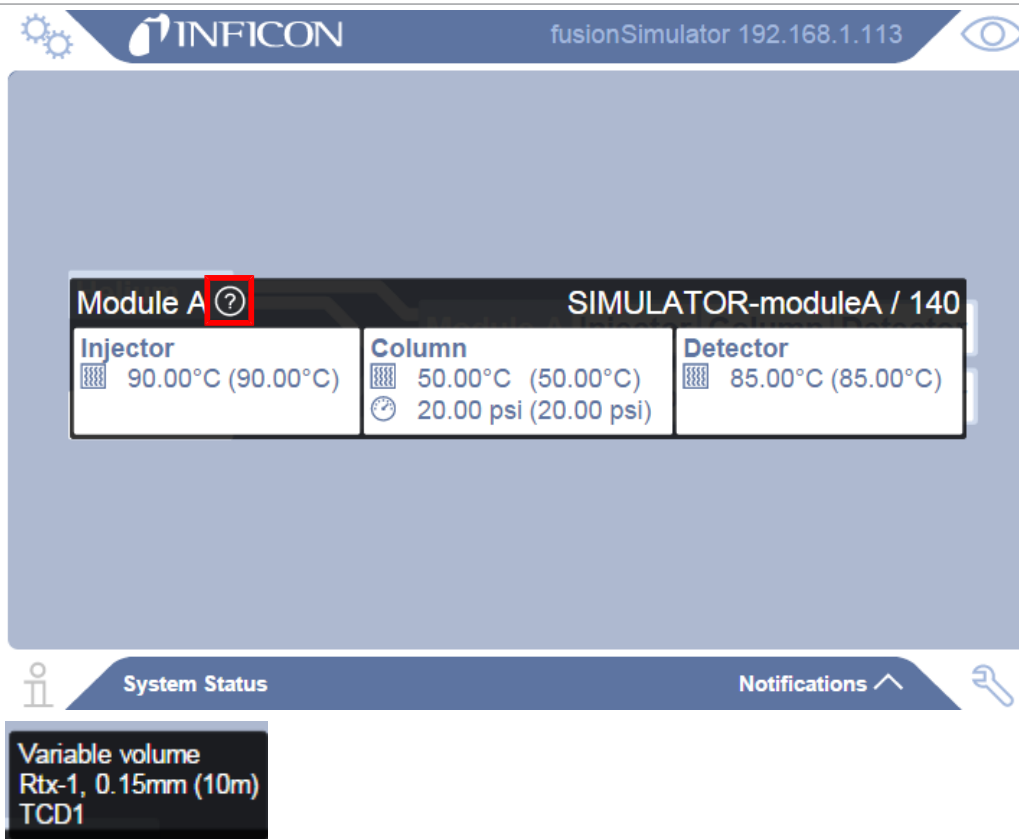 INFICON
fusionSimulator 192.168.1.113
Module A ?
SIMULATOR-moduleA / 140
Injector
90.00°C (90.00°C)
Column
50.00°C (50.00°C)
20.00 psi (20.00 psi)
Detector
85.00°C (85.00°C)
System Status
Notifications
Variable volume
Rtx-1, 0.15mm (10m)
TCD1